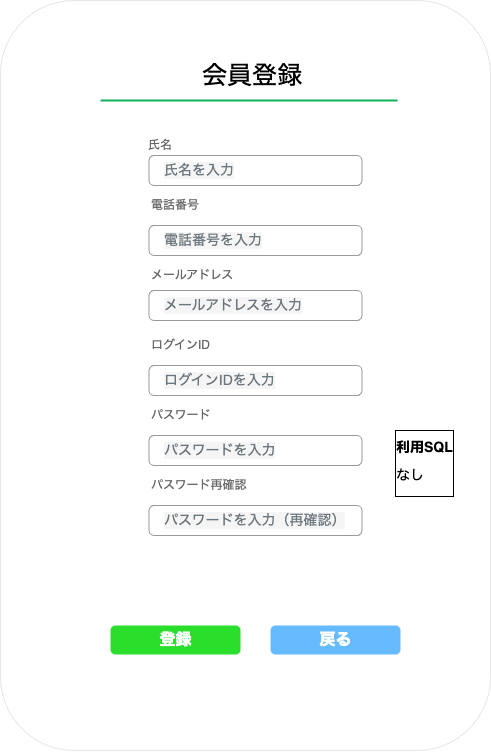 会員登録
氏名
氏名を入力
電話番号
電話番号を入力
メールアドレス
メールアドレスを入力
ログインID
ログインIDを入力
パスワード
パスワードを入力
利用SQL
なし
パスワード再確認
パスワードを入力（再確認）
登録
戻る